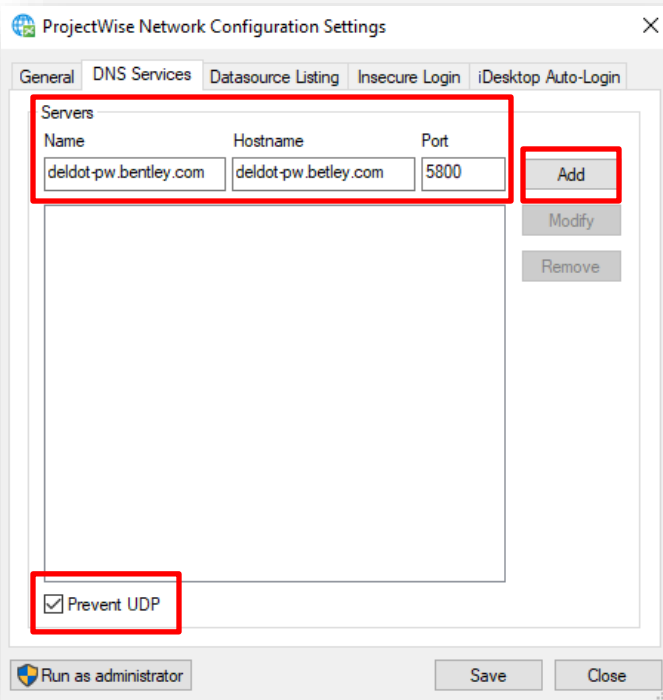 ProjectWise Network Configuration Settings
General DNS Services Datasource Listing Insecure Login iDesktop Auto-Login
Servers
Name Hostname Port
deldot-pw.bentley.com deldot-pw.betley.com 5800 Add
Modify
Remove
Prevent UDP
Run as administrator Save Close